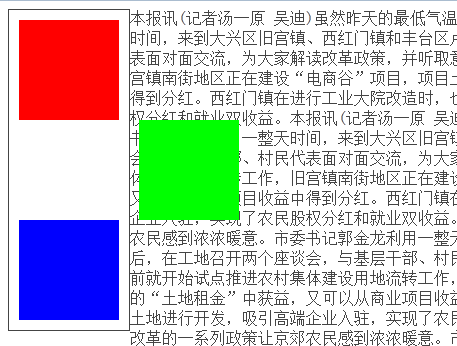 本报讯(记者汤一原 吴迪)虽然昨天的最低气温
时间，来到大兴区旧宫镇、西红门镇和丰台区
表面对面交流，为大家解读改革政策，并听取意
宫镇南街地区正在建设“电商谷”项目，项目土
得到分红。西红门镇在进行工业大院改造时，也
权分红和就业双收益。本报讯(记者汤一原 吴迪
书 一整天时间，来到大兴区旧宫镇
会 部、村民代表面对面交流，为大家
体 转工作，旧宫镇南街地区正在建设
又 目收益中得到分红。西红门镇在
企业入驻，实现了农民股权分红和就业双收益。
农民感到浓浓暖意。市委书记郭金龙利用一整天
后，在工地召开两个座谈会，与基层干部、村民
前就开始试点推进农村集体建设用地流转工作，
的“土地租金”中获益，又可以从商业项目收益
土地进行开发，吸引高端企业入驻，实现了农民
改革的一系列政策让京郊农民感到浓浓暖意。市